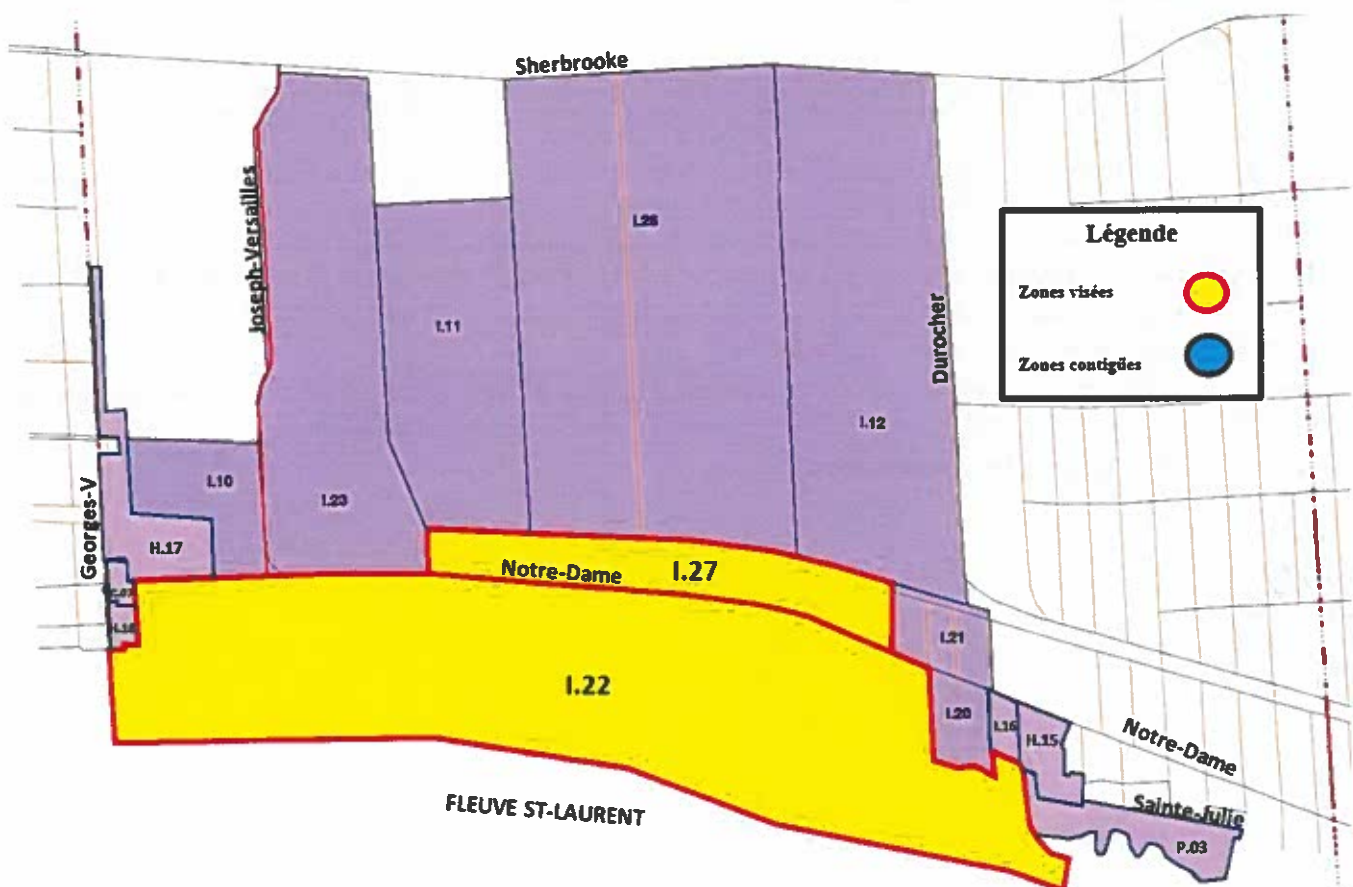 Sherbrooke
Joseph-Versailles
I.26
Légende
Zones visées
Zones contigües
Durocher
I.11
I.12
I.10
I.23
Georges-V
H.17
Notre-Dame
I.27
I.21
I.22
I.20
I.16
H.15
Notre-Dame
FLEUVE ST-LAURENT
Sainte-Julie
P.03